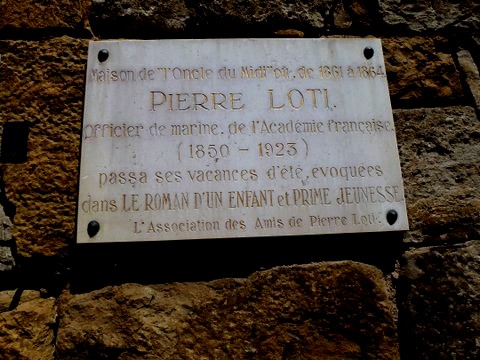 Maison de "l'Oncle du Midi" où, de 1861 à 1864,
PIERRE LOTI.
Officier de marine, de l'Académie française.
(1850 - 1923)
passa ses vacances d'été, évoquées
dans LE ROMAN D'UN ENFANT et PRIME JEUNESSE
L'Association des Amis de Pierre Loti.